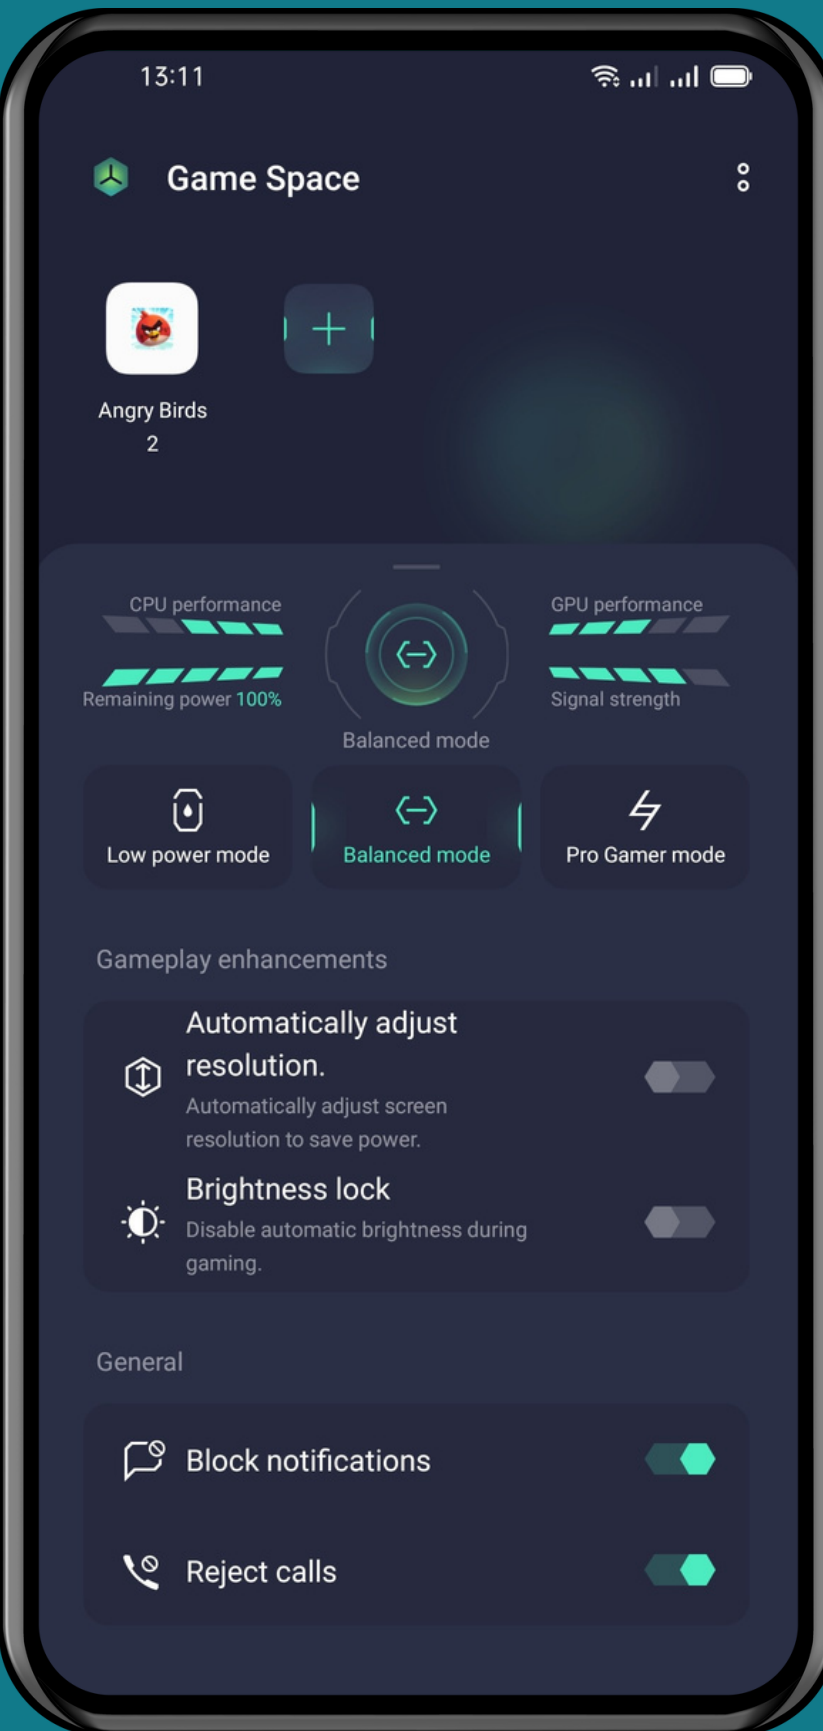 13:11
Game Space
Angry Birds
2
CPU performance
GPU performance
Remaining power 100%
Signal strength
Balanced mode
Low power mode
Balanced mode
Pro Gamer mode
Gameplay enhancements
Automatically adjust
resolution.
Automatically adjust screen
resolution to save power.
Brightness lock
Disable automatic brightness during
gaming.
General
Block notifications
Reject calls